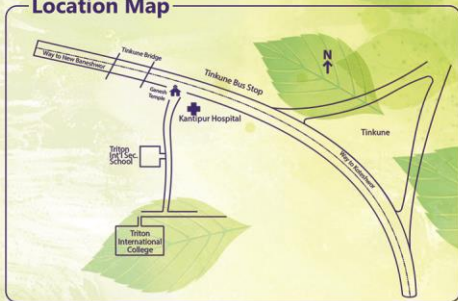 Location Map
Way to New Baneshwor
Tinkune Bridge
Tinkune Bus Stop
N
Ganesh
Temple
Kantipur Hospital
Tinkune
Way to Koteshwor
Triton
Int'l Sec.
School
Triton
International
College